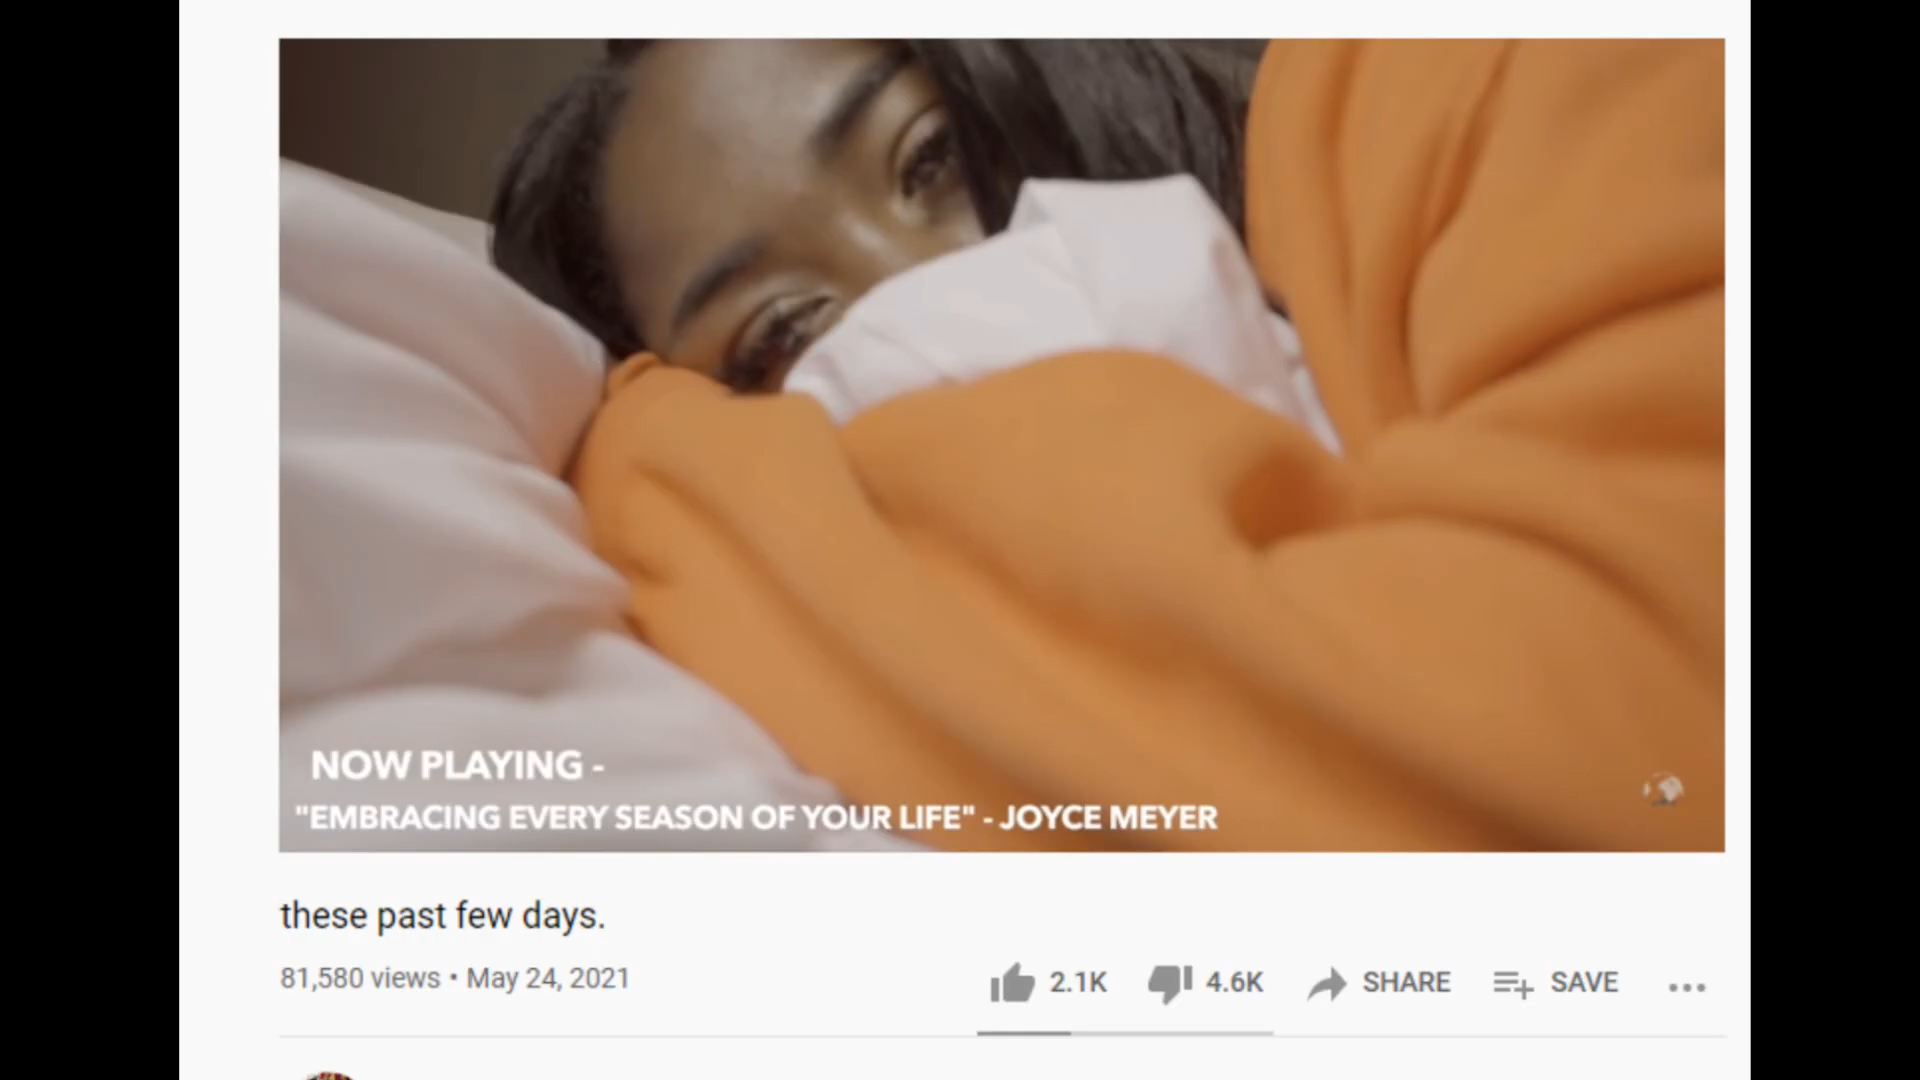 NOW PLAYING -
"EMBRACING EVERY SEASON OF YOUR LIFE" - JOYCE MEYER
these past few days.
81,580 views • May 24, 2021
2.1K 4.6K SHARE SAVE